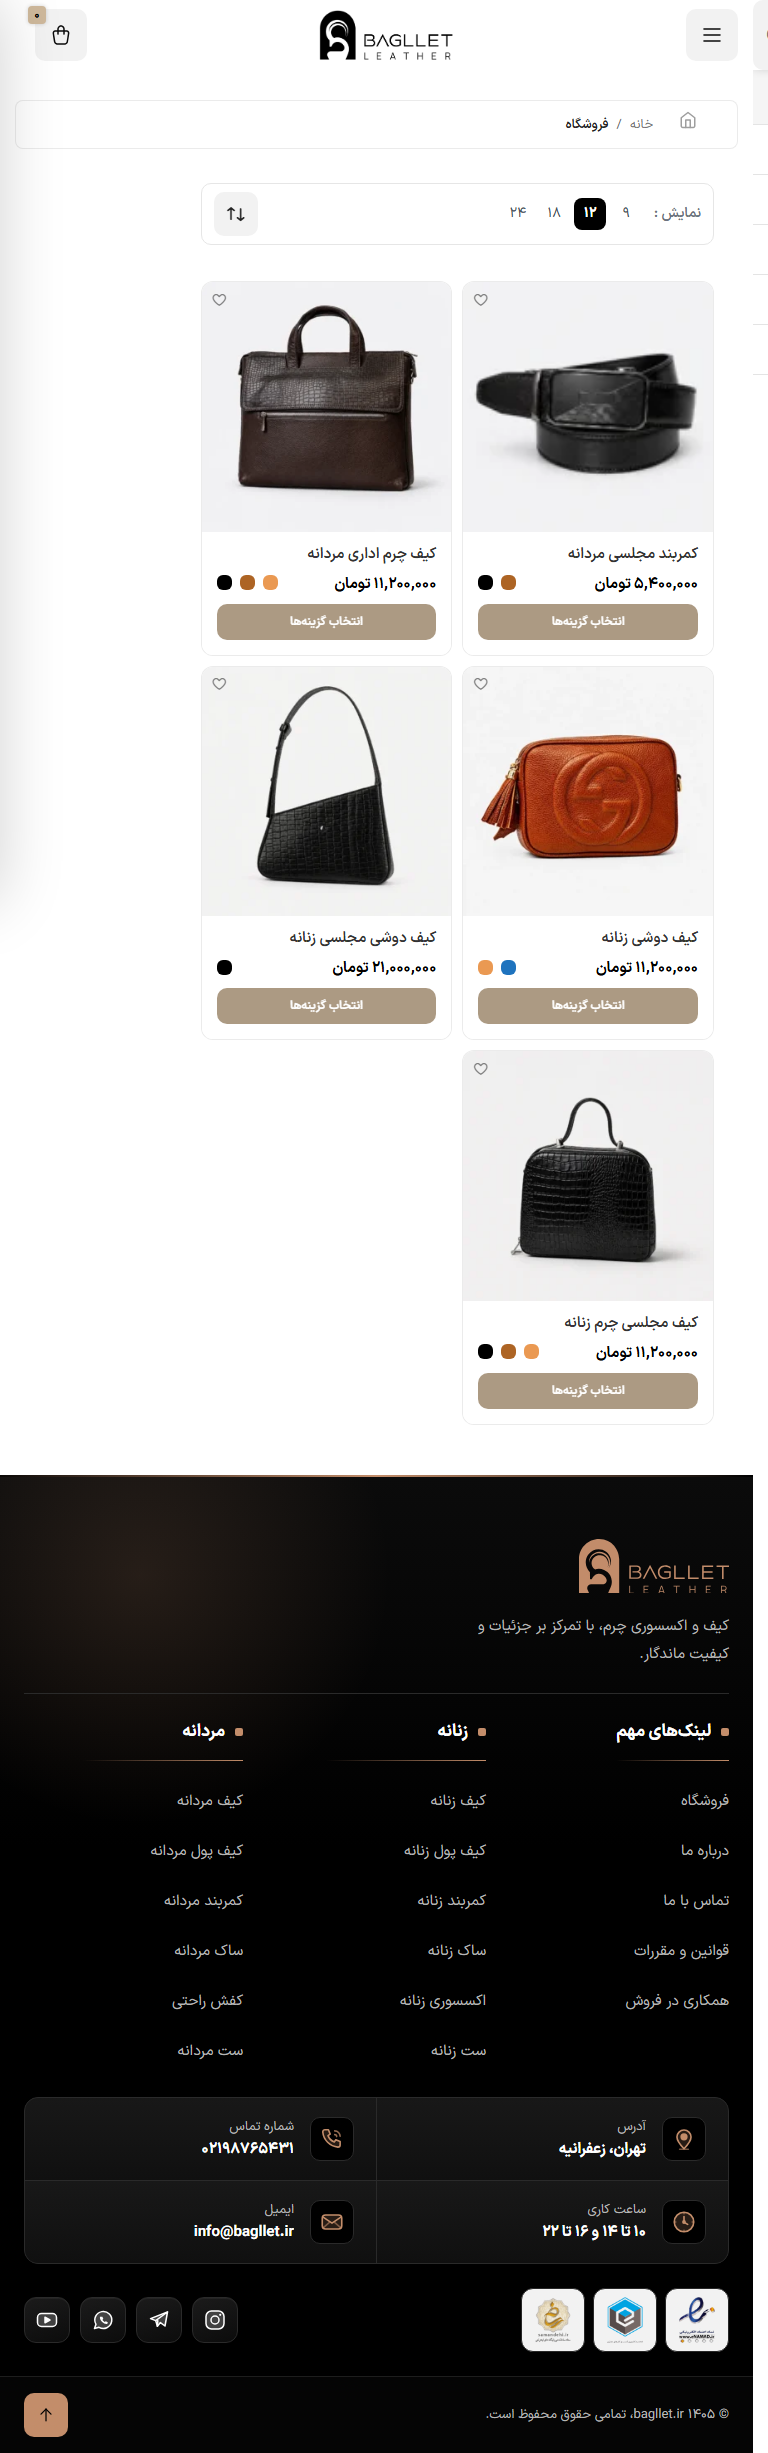 ۰
BAGLLET
LEATHER
خانه / فروشگاه
نمایش : ۹ ۱۲ ۱۸ ۲۴
کمربند مجلسی مردانه
۵,۴۰۰,۰۰۰ تومان
انتخاب گزینه‌ها
کیف چرم اداری مردانه
۱۱,۲۰۰,۰۰۰ تومان
انتخاب گزینه‌ها
کیف دوشی زنانه
۱۱,۲۰۰,۰۰۰ تومان
انتخاب گزینه‌ها
کیف دوشی مجلسی زنانه
۲۱,۰۰۰,۰۰۰ تومان
انتخاب گزینه‌ها
کیف مجلسی چرم زنانه
۱۱,۲۰۰,۰۰۰ تومان
انتخاب گزینه‌ها
BAGLLET
LEATHER
کیف و اکسسوری چرم، با تمرکز بر جزئیات و
کیفیت ماندگار.
لینک‌های مهم
فروشگاه
درباره ما
تماس با ما
قوانین و مقررات
همکاری در فروش
زنانه
کیف زنانه
کیف پول زنانه
کمربند زنانه
ساک زنانه
اکسسوری زنانه
ست زنانه
مردانه
کیف مردانه
کیف پول مردانه
کمربند مردانه
ساک مردانه
کفش راحتی
ست مردانه
آدرس
تهران، زعفرانیه
شماره تماس
۰۲۱۹۸۷۶۵۴۳۱
ساعت کاری
۱۰ تا ۱۴ و ۱۶ تا ۲۲
ایمیل
info@bagllet.ir
© ۱۴۰۵ bagllet.ir، تمامی حقوق محفوظ است.